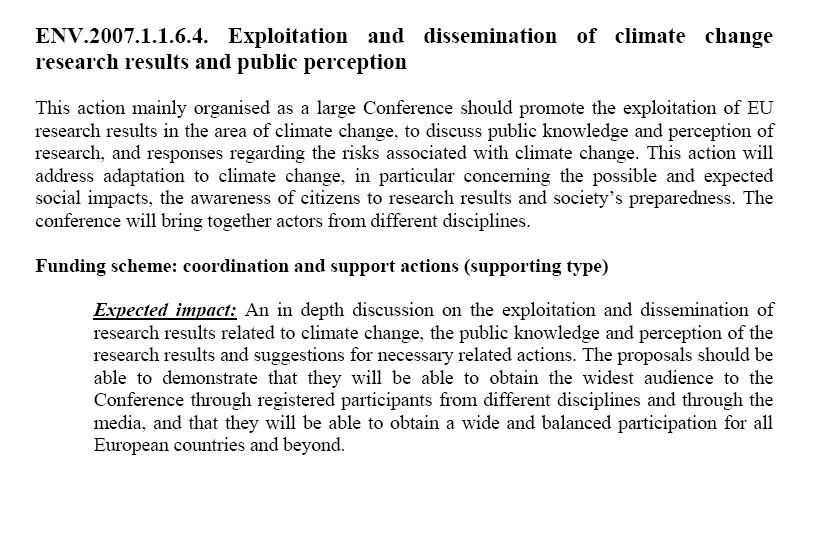 ENV.2007.1.1.6.4. Exploitation and dissemination of climate change
research results and public perception
This action mainly organised as a large Conference should promote the exploitation of EU
research results in the area of climate change, to discuss public knowledge and perception of
research, and responses regarding the risks associated with climate change. This action will
address adaptation to climate change, in particular concerning the possible and expected
social impacts, the awareness of citizens to research results and society's preparedness. The
conference will bring together actors from different disciplines.
Funding scheme: coordination and support actions (supporting type)
Expected impact: An in depth discussion on the exploitation and dissemination of
research results related to climate change, the public knowledge and perception of the
research results and suggestions for necessary related actions. The proposals should be
able to demonstrate that they will be able to obtain the widest audience to the
Conference through registered participants from different disciplines and through the
media, and that they will be able to obtain a wide and balanced participation for all
European countries and beyond.